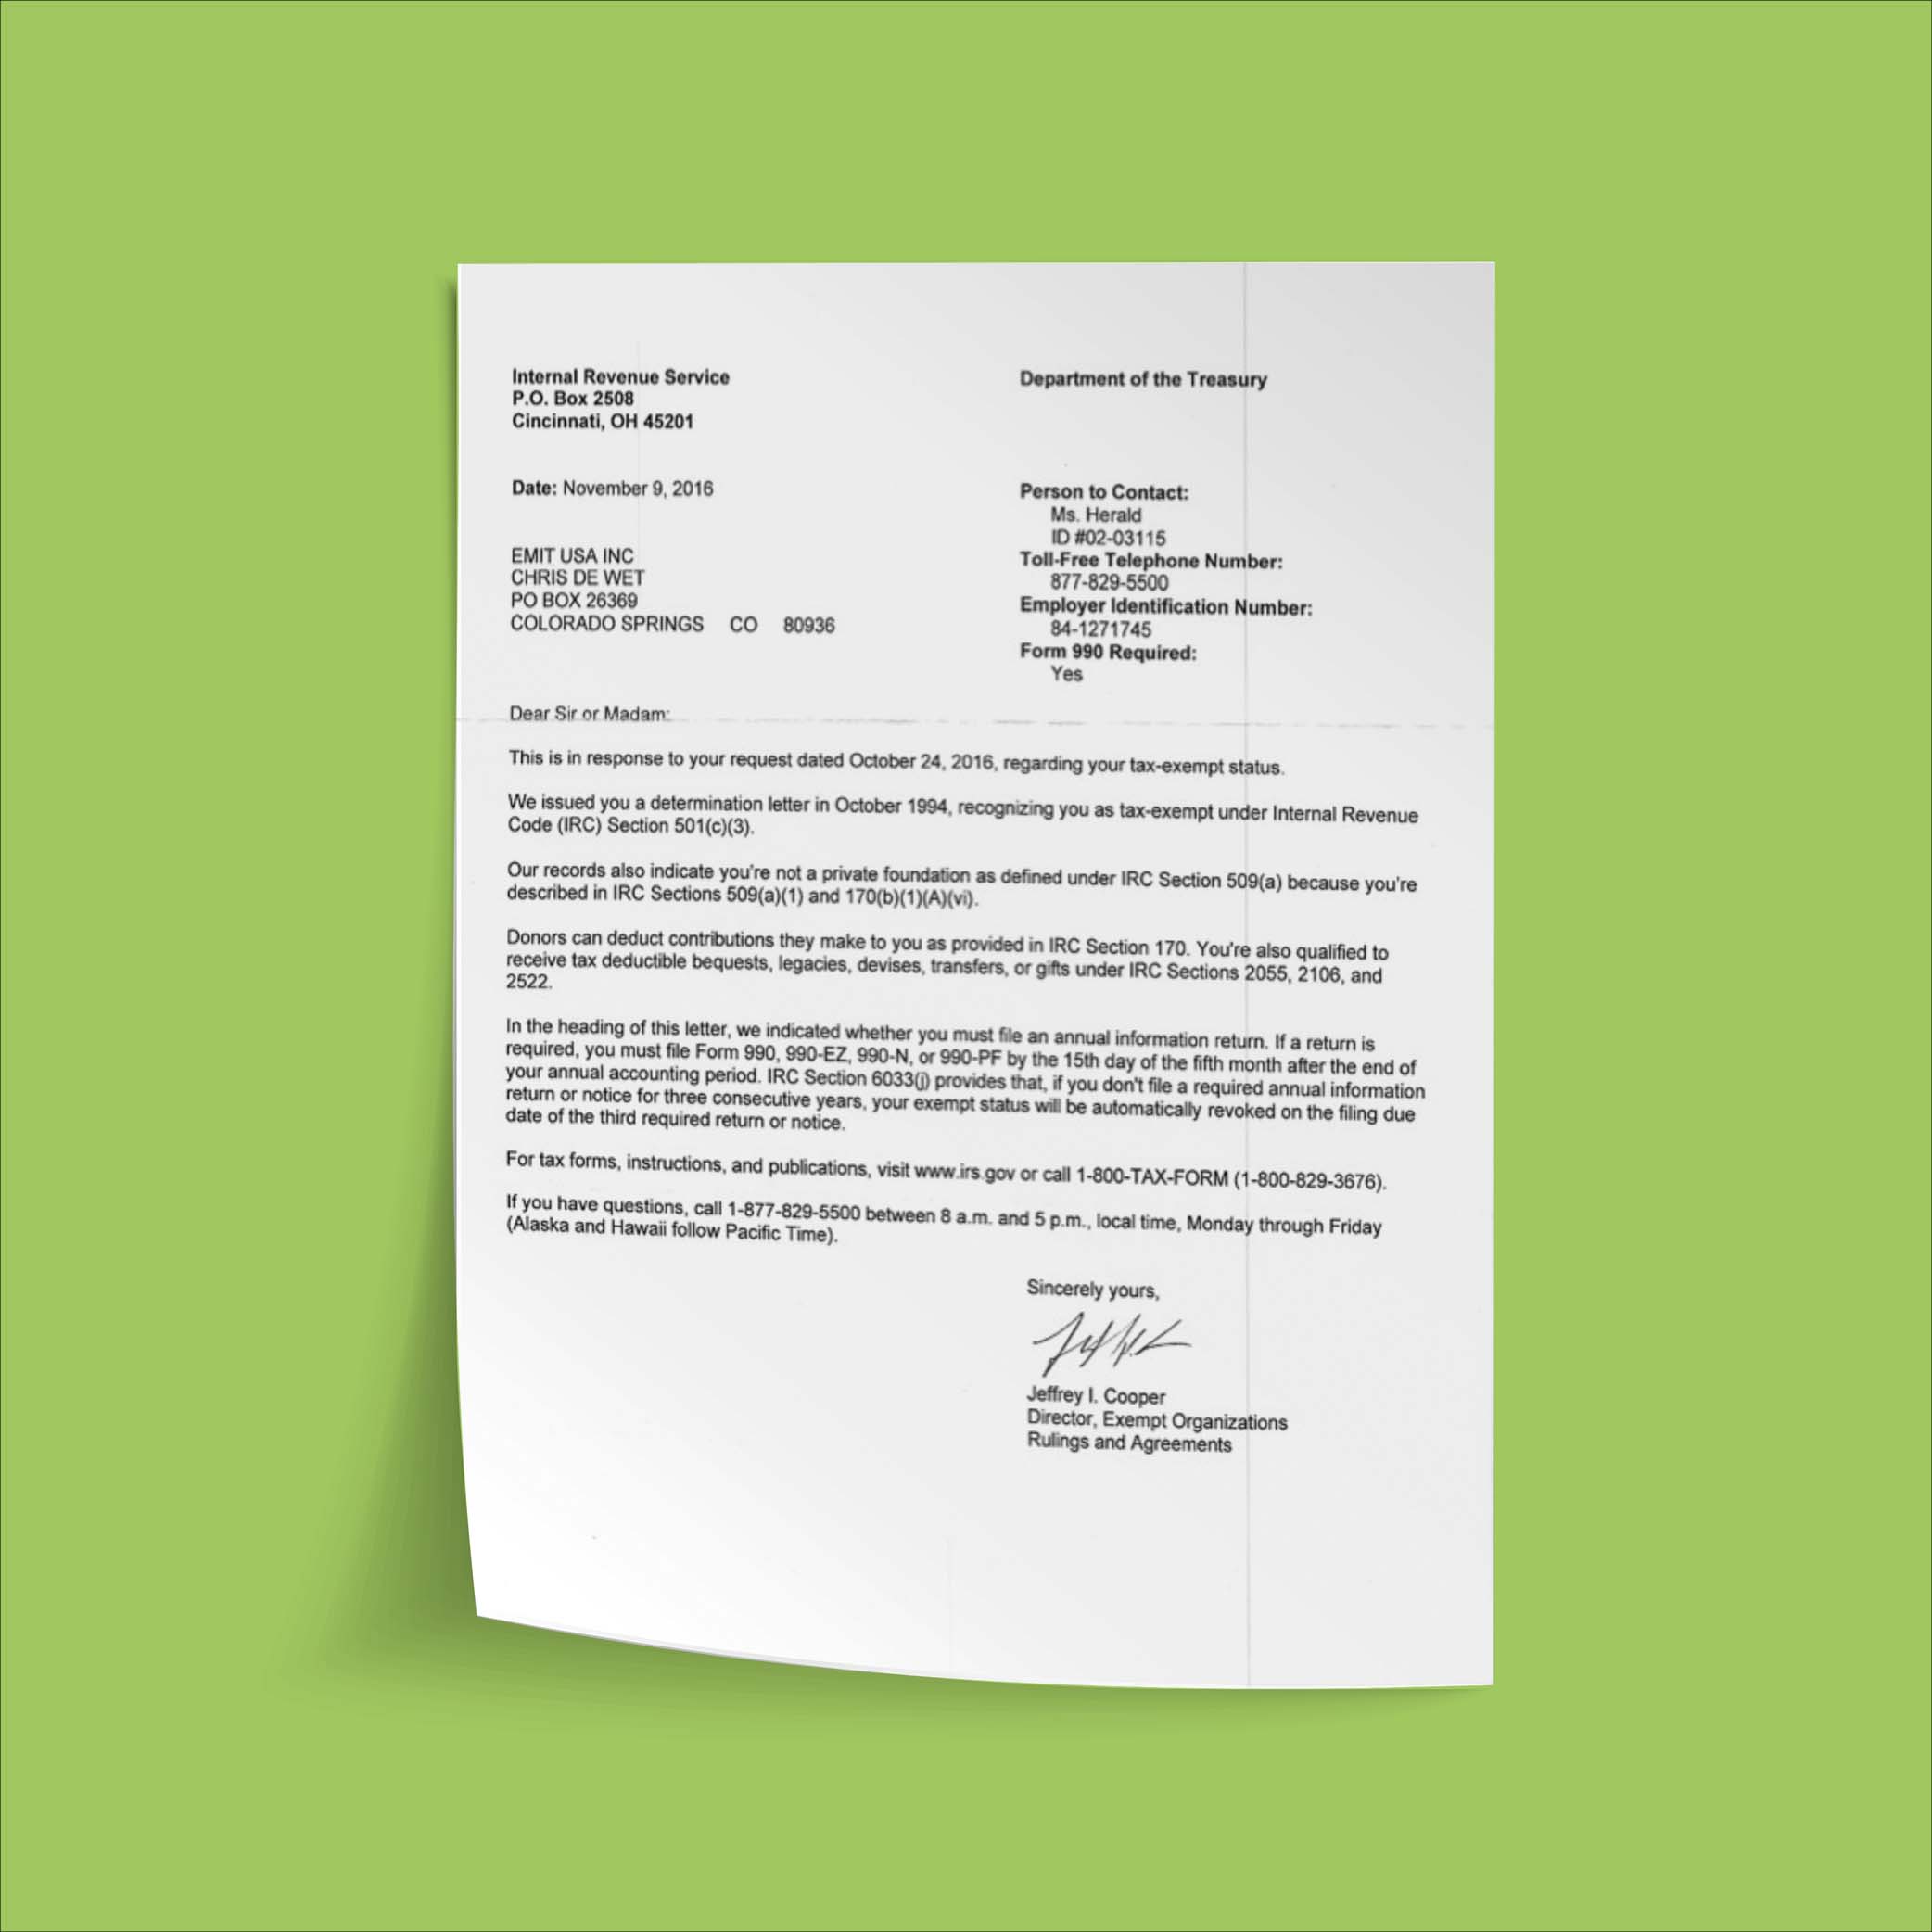 Internal Revenue Service
P.O. Box 2508
Cincinnati, OH 45201
Department of the Treasury
Date: November 9, 2016
EMIT USA INC
CHRIS DE WET
PO BOX 26369
COLORADO SPRINGS CO 80936
Person to Contact:
Ms. Herald
ID #02-03115
Toll-Free Telephone Number:
877-829-5500
Employer Identification Number:
84-1271745
Form 990 Required:
Yes
Dear Sir or Madam:
This is in response to your request dated October 24, 2016, regarding your tax-exempt status.
We issued you a determination letter in October 1994, recognizing you as tax-exempt under Internal Revenue
Code (IRC) Section 501(c)(3).
Our records also indicate you're not a private foundation as defined under IRC Section 509(a) because you're
described in IRC Sections 509(a)(1) and 170(b)(1)(A)(vi).
Donors can deduct contributions they make to you as provided in IRC Section 170. You're also qualified to
receive tax deductible bequests, legacies, devises, transfers, or gifts under IRC Sections 2055, 2106, and
2522.
In the heading of this letter, we indicated whether you must file an annual information return. If a return is
required, you must file Form 990, 990-EZ, 990-N, or 990-PF by the 15th day of the fifth month after the end of
your annual accounting period. IRC Section 6033(j) provides that, if you don't file a required annual information
return or notice for three consecutive years, your exempt status will be automatically revoked on the filing due
date of the third required return or notice.
For tax forms, instructions, and publications, visit www.irs.gov or call 1-800-TAX-FORM (1-800-829-3676).
If you have questions, call 1-877-829-5500 between 8 a.m. and 5 p.m., local time, Monday through Friday
(Alaska and Hawaii follow Pacific Time).
Sincerely yours,
Jeffrey I. Cooper
Director, Exempt Organizations
Rulings and Agreements